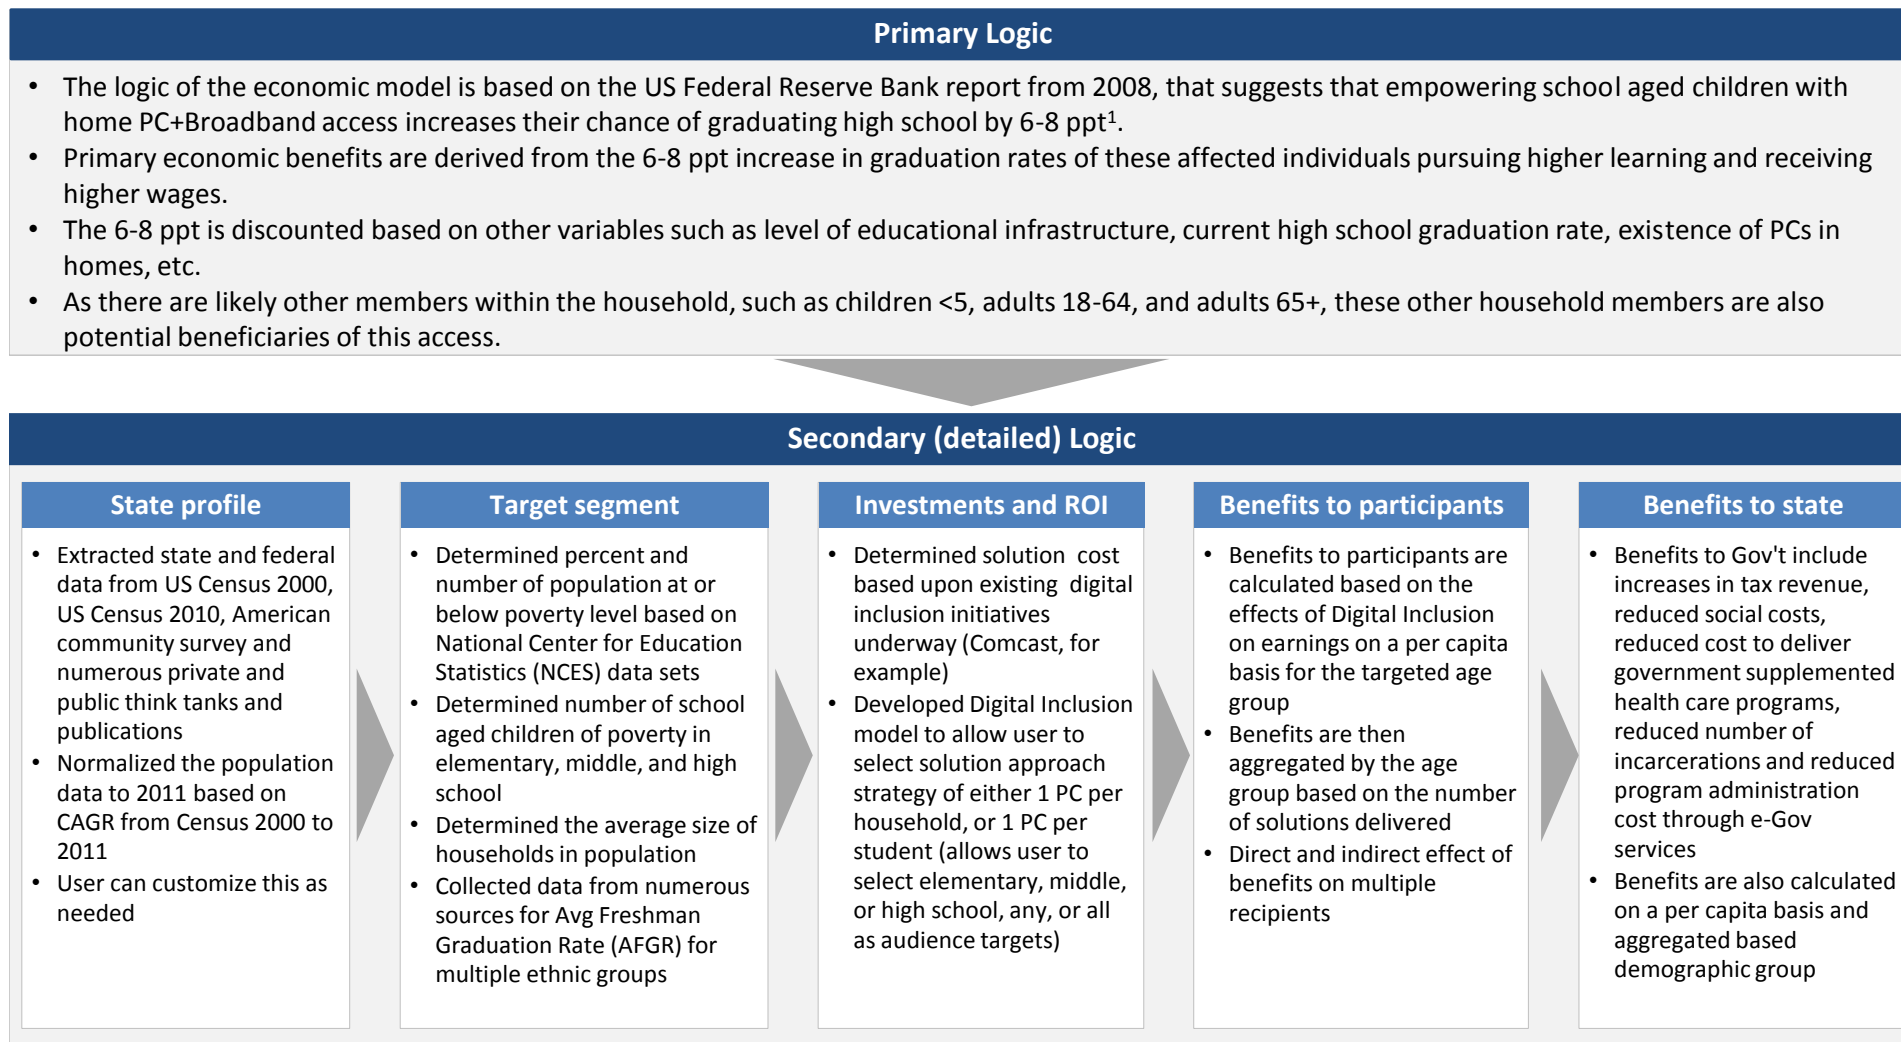 Primary Logic
• The logic of the economic model is based on the US Federal Reserve Bank report from 2008, that suggests that empowering school aged children with
home PC+Broadband access increases their chance of graduating high school by 6-8 ppt¹.
• Primary economic benefits are derived from the 6-8 ppt increase in graduation rates of these affected individuals pursuing higher learning and receiving
higher wages.
• The 6-8 ppt is discounted based on other variables such as level of educational infrastructure, current high school graduation rate, existence of PCs in
homes, etc.
• As there are likely other members within the household, such as children <5, adults 18-64, and adults 65+, these other household members are also
potential beneficiaries of this access.
Secondary (detailed) Logic
State profile
• Extracted state and federal
data from US Census 2000,
US Census 2010, American
community survey and
numerous private and
public think tanks and
publications
• Normalized the population
data to 2011 based on
CAGR from Census 2000 to
2011
• User can customize this as
needed
Target segment
• Determined percent and
number of population at or
below poverty level based on
National Center for Education
Statistics (NCES) data sets
• Determined number of school
aged children of poverty in
elementary, middle, and high
school
• Determined the average size of
households in population
• Collected data from numerous
sources for Avg Freshman
Graduation Rate (AFGR) for
multiple ethnic groups
Investments and ROI
• Determined solution cost
based upon existing digital
inclusion initiatives
underway (Comcast, for
example)
• Developed Digital Inclusion
model to allow user to
select solution approach
strategy of either 1 PC per
household, or 1 PC per
student (allows user to
select elementary, middle,
or high school, any, or all
as audience targets)
Benefits to participants
• Benefits to participants are
calculated based on the
effects of Digital Inclusion
on earnings on a per capita
basis for the targeted age
group
• Benefits are then
aggregated by the age
group based on the number
of solutions delivered
• Direct and indirect effect of
benefits on multiple
recipients
Benefits to state
• Benefits to Gov't include
increases in tax revenue,
reduced social costs,
reduced cost to deliver
government supplemented
health care programs,
reduced number of
incarcerations and reduced
program administration
cost through e-Gov
services
• Benefits are also calculated
on a per capita basis and
aggregated based
demographic group